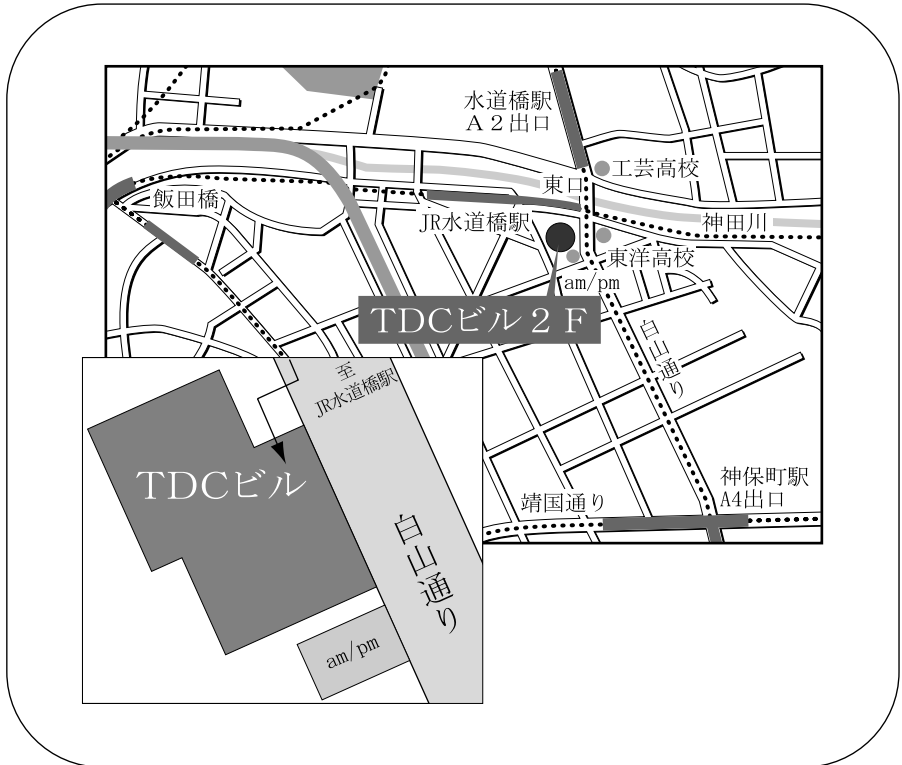 水道橋駅
Ａ２出口
工芸高校
東口
飯田橋
神田川
JR水道橋駅
東洋高校
am/pm
TDCビル２Ｆ
白山通り
至
JR水道橋駅
TDCビル
白山通り
am/pm
神保町駅
A4出口
靖国通り